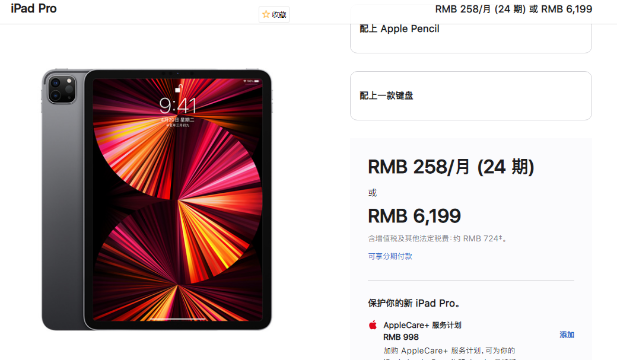 iPad Pro
收藏
RMB 258/月 (24 期) 或 RMB 6,199
配上 Apple Pencil
配上一款键盘
9:41
RMB 258/月 (24 期)
或
RMB 6,199
含增值税及其他法定税费：约 RMB 724‡。
可享分期付款
保护你的新 iPad Pro。
AppleCare+ 服务计划
RMB 998
添加
加购 AppleCare+ 服务计划，可为你的